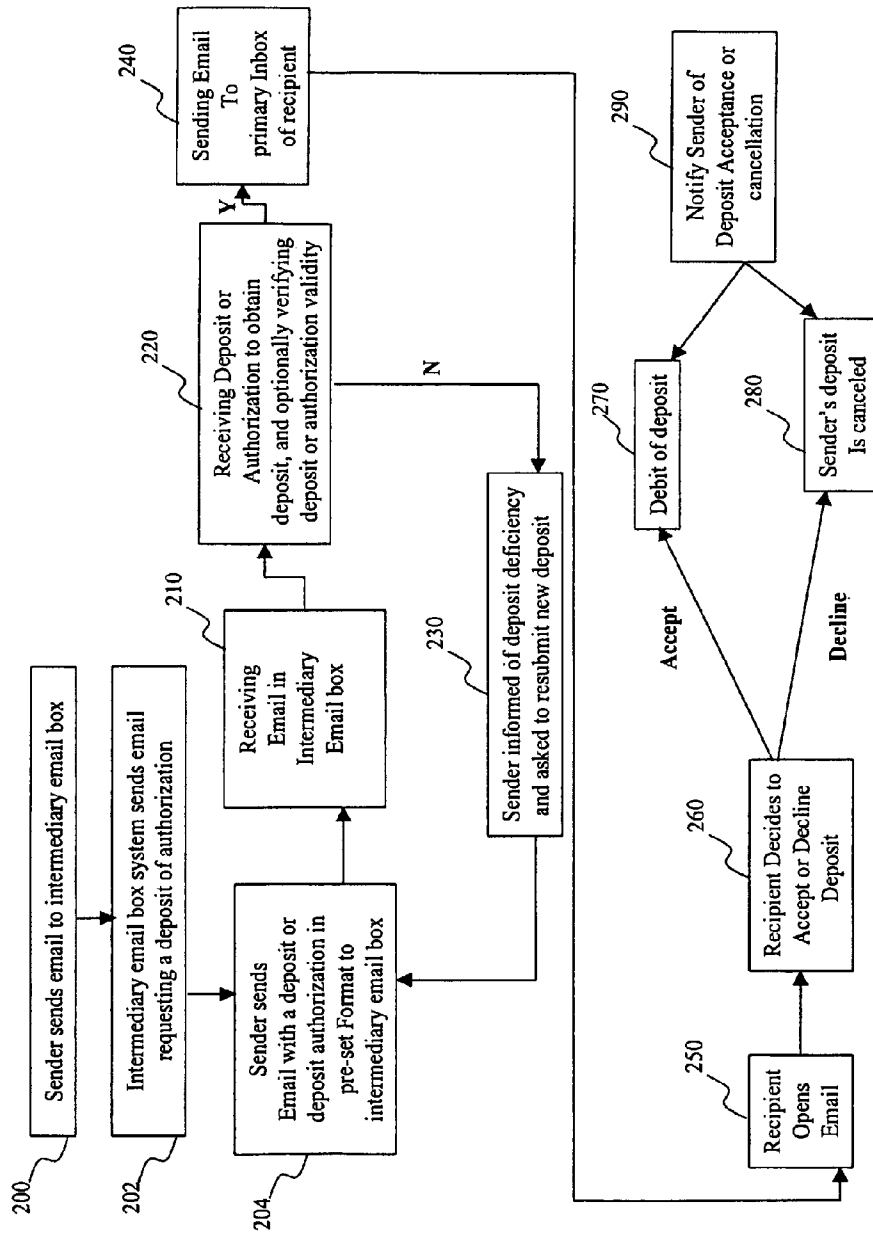 200
Sender sends email to intermediary email box
202
Intermediary email box system sends email
requesting a deposit of authorization
204
Sender sends
Email with a deposit or
deposit authorization in
pre-set Format to
intermediary email box
210
Receiving
Email in
Intermediary
Email box
220
Receiving Deposit or
Authorization to obtain
deposit, and optionally verifying
deposit or authorization validity
Y
N
230
Sender informed of deposit deficiency
and asked to resubmit new deposit
240
Sending Email
To
primary Inbox
of recipient
250
Recipient
Opens
Email
260
Recipient Decides to
Accept or Decline
Deposit
Accept
Decline
270
Debit of deposit
280
Sender's deposit
Is canceled
290
Notify Sender of
Deposit Acceptance or
cancellation